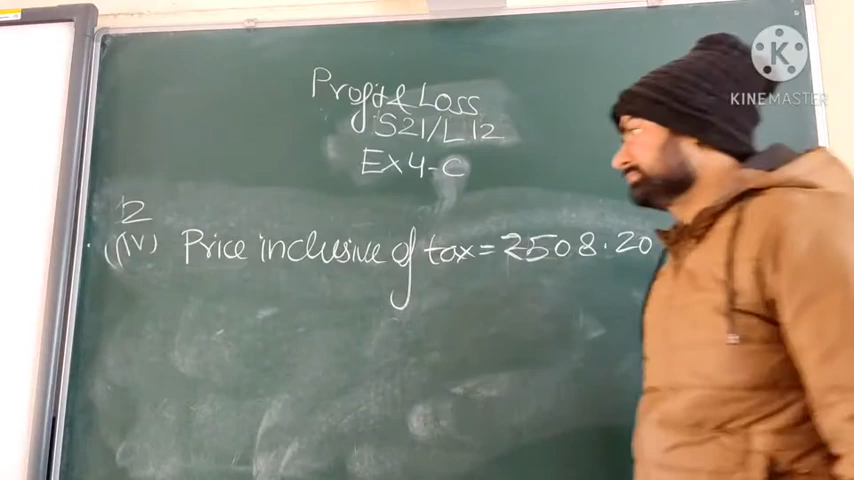 Profit & Loss
S21/L12
Ex 4-C
2
(iv) Price inclusive of tax = 2508.20
K
KINEMASTER